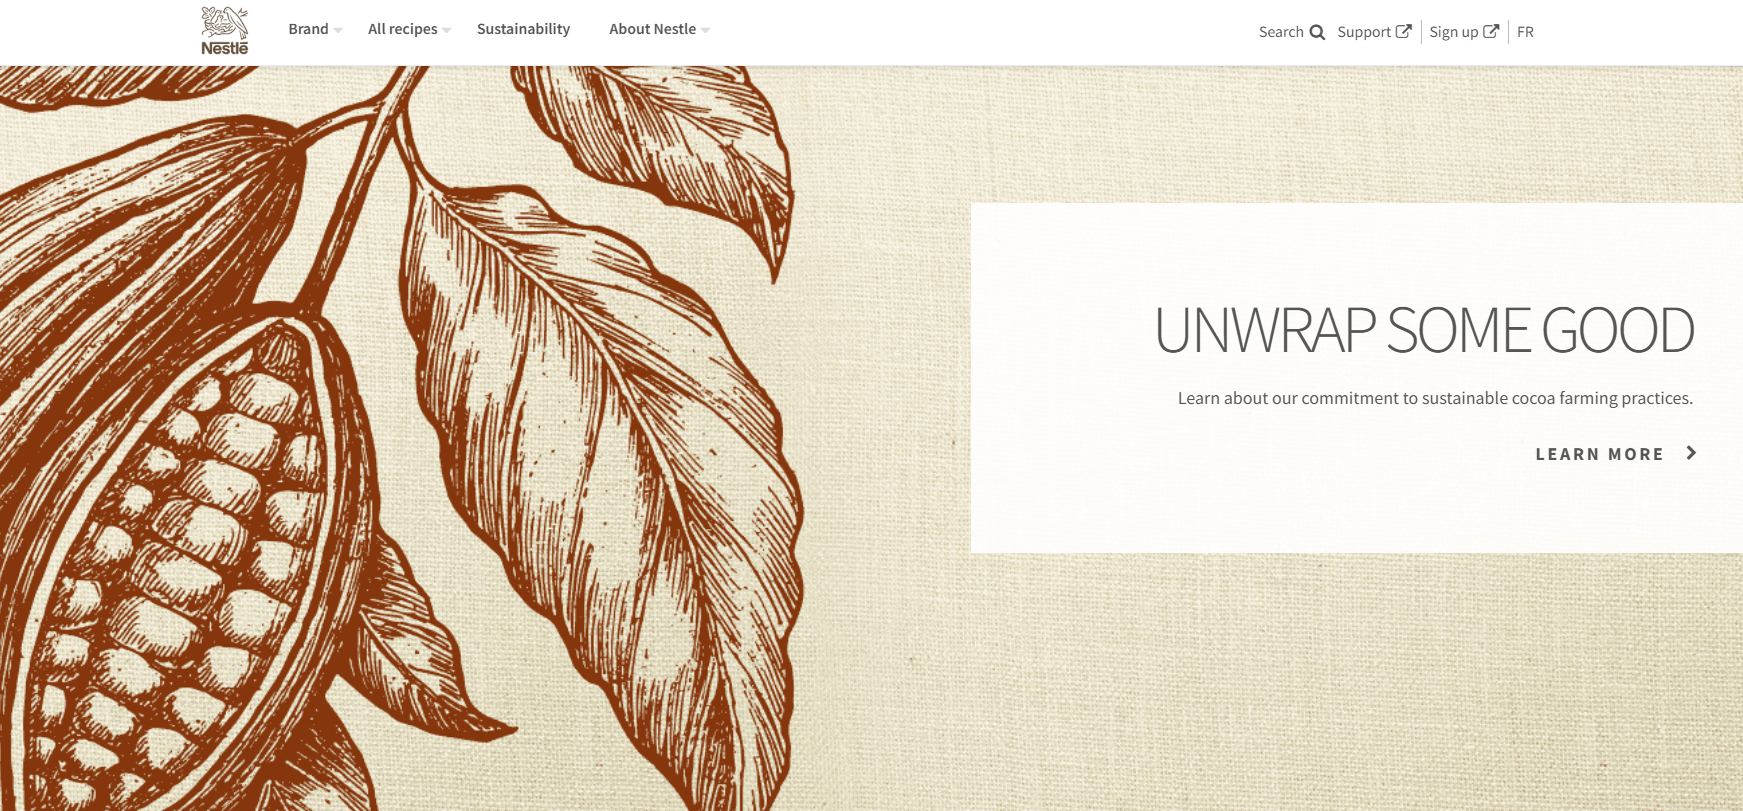 Nestlé
Brand
All recipes
Sustainability
About Nestle
Search
Support
Sign up
FR
UNWRAP SOME GOOD
Learn about our commitment to sustainable cocoa farming practices.
LEARN MORE